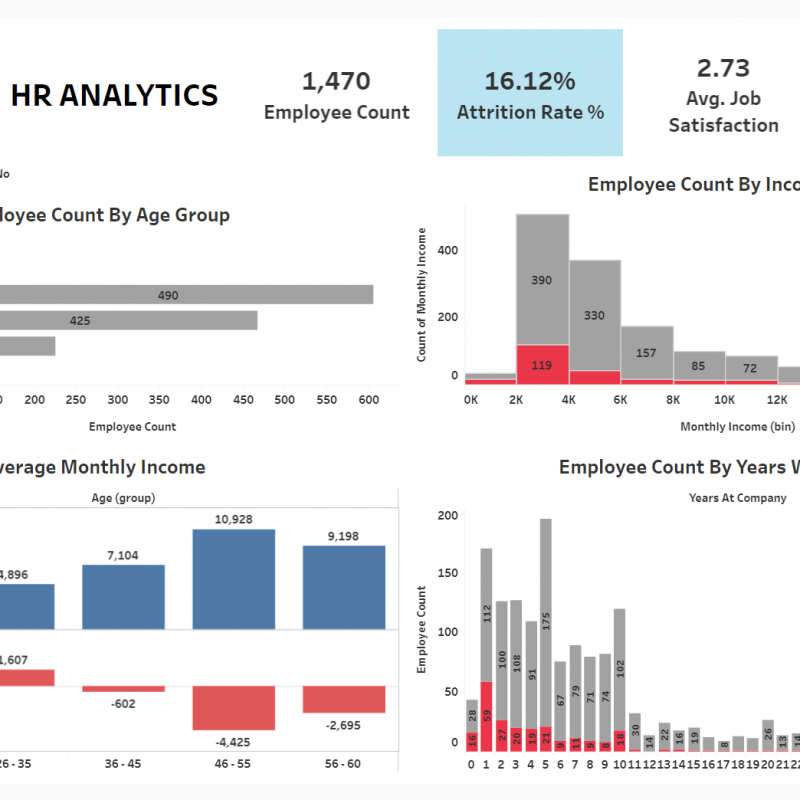 HR ANALYTICS
1,470
Employee Count
16.12%
Attrition Rate %
2.73
Avg. Job
Satisfaction
No
loyee Count By Age Group
490
425
200 250 300 350 400 450 500 550 600
Employee Count
Employee Count By Inco
Count of Monthly Income
400
200
0
390
330
157
85
72
119
0K 2K 4K 6K 8K 10K 12K
Monthly Income (bin)
verage Monthly Income
Age (group)
4,896
7,104
10,928
9,198
1,607
-602
-4,425
-2,695
26 - 35
36 - 45
46 - 55
56 - 60
Employee Count By Years W
Years At Company
Employee Count
200
150
100
50
0
28 112 100 108 91 175 67 79 71 74 102 30 14 22 16 19 8 26 13 14
16 59 27 20 19 21 9 11 9 8 18
0 1 2 3 4 5 6 7 8 9 10 11 12 13 14 15 16 17 18 19 20 21 22